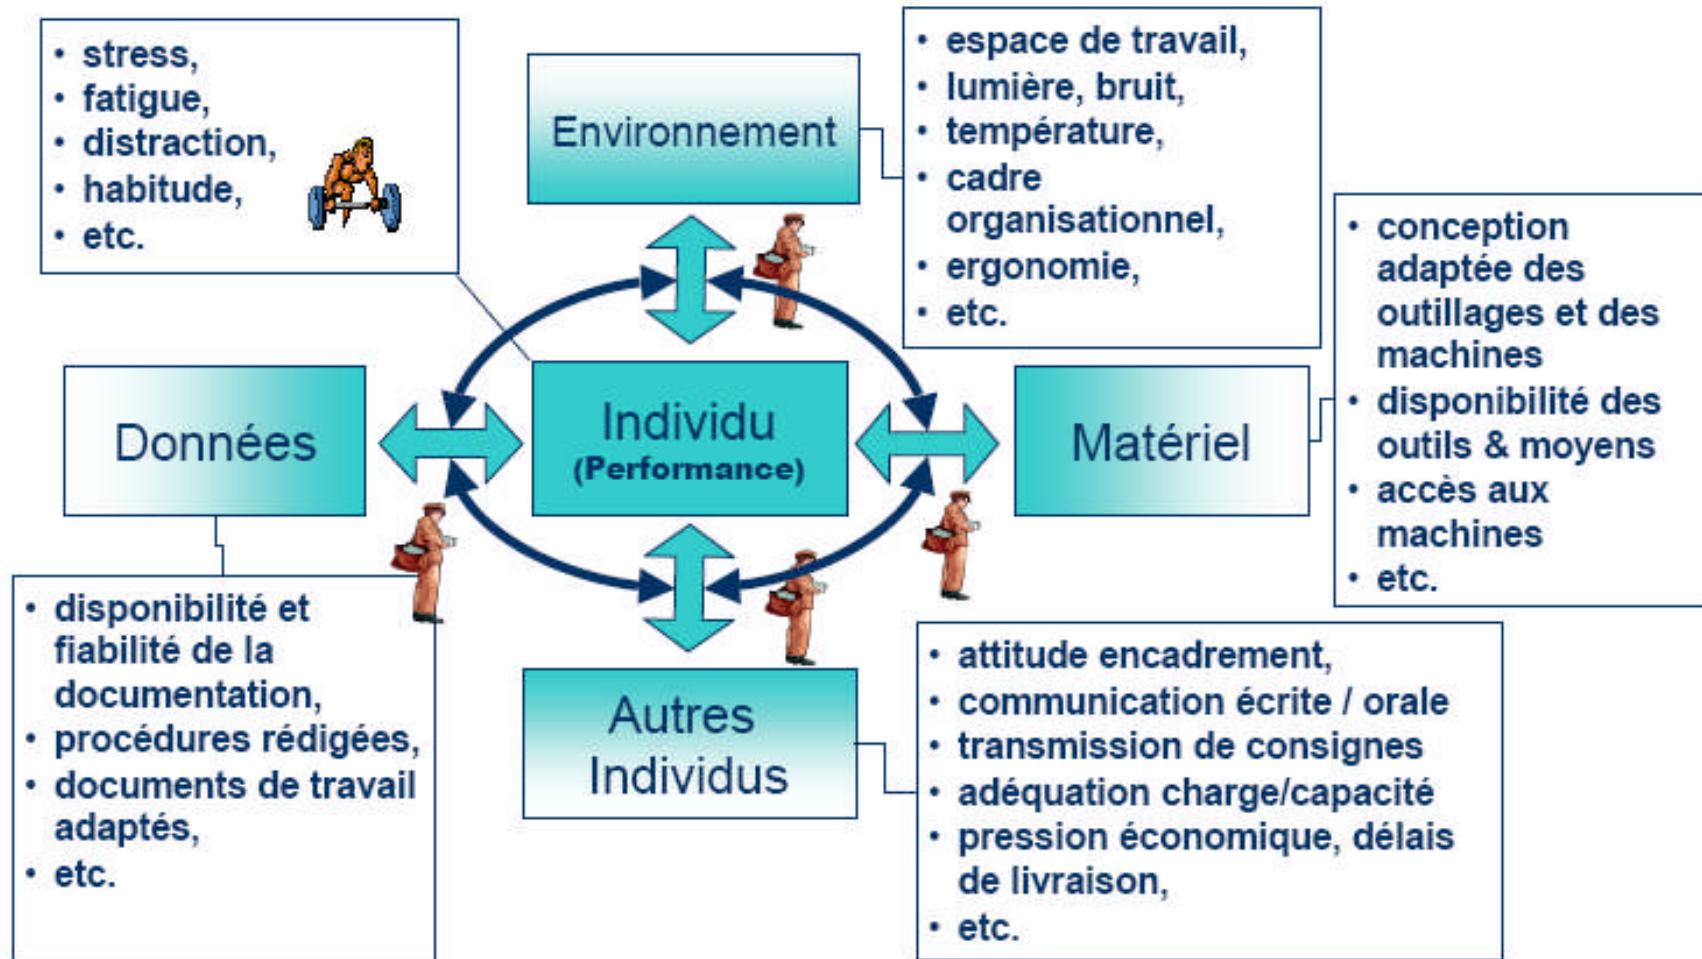 • stress,
• fatigue,
• distraction,
• habitude,
• etc.
Environnement
• espace de travail,
• lumière, bruit,
• température,
• cadre
organisationnel,
• ergonomie,
• etc.
Données
Individu
(Performance)
Matériel
• conception
adaptée des
outillages et des
machines
• disponibilité des
outils & moyens
• accès aux
machines
• etc.
• disponibilité et
fiabilité de la
documentation,
• procédures rédigées,
• documents de travail
adaptés,
• etc.
Autres
Individus
• attitude encadrement,
• communication écrite / orale
• transmission de consignes
• adéquation charge/capacité
• pression économique, délais
de livraison,
• etc.